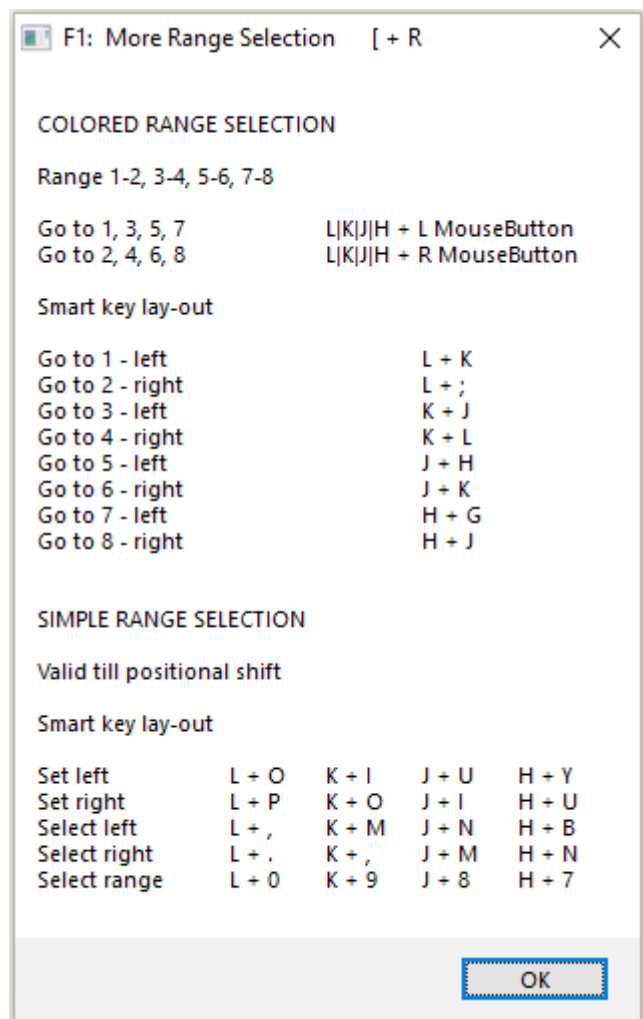 F1: More Range Selection [ + R
COLORED RANGE SELECTION
Range 1-2, 3-4, 5-6, 7-8
Go to 1, 3, 5, 7 L|K|J|H + L MouseButton
Go to 2, 4, 6, 8 L|K|J|H + R MouseButton
Smart key lay-out
Go to 1 - left L + K
Go to 2 - right L + ;
Go to 3 - left K + J
Go to 4 - right K + L
Go to 5 - left J + H
Go to 6 - right J + K
Go to 7 - left H + G
Go to 8 - right H + J
SIMPLE RANGE SELECTION
Valid till positional shift
Smart key lay-out
Set left L + O K + I J + U H + Y
Set right L + P K + O J + I H + U
Select left L + , K + M J + N H + B
Select right L + . K + , J + M H + N
Select range L + 0 K + 9 J + 8 H + 7
OK